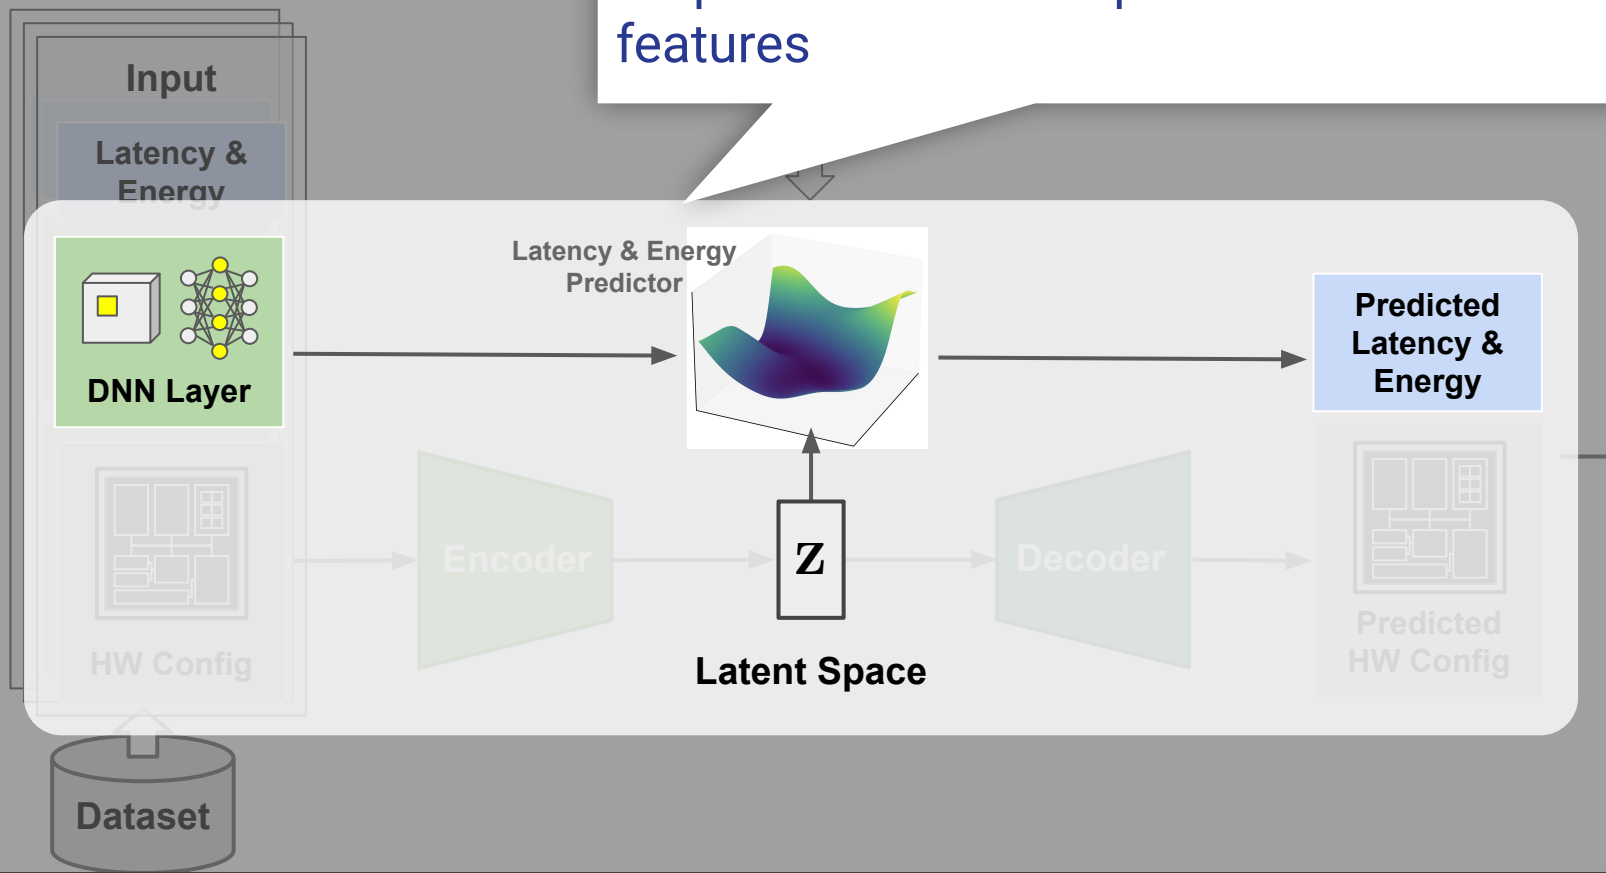 features
Input
Latency &
Energy
Latency & Energy
Predictor
DNN Layer
Predicted
Latency &
Energy
Encoder
Z
Decoder
HW Config
Latent Space
Predicted
HW Config
Dataset